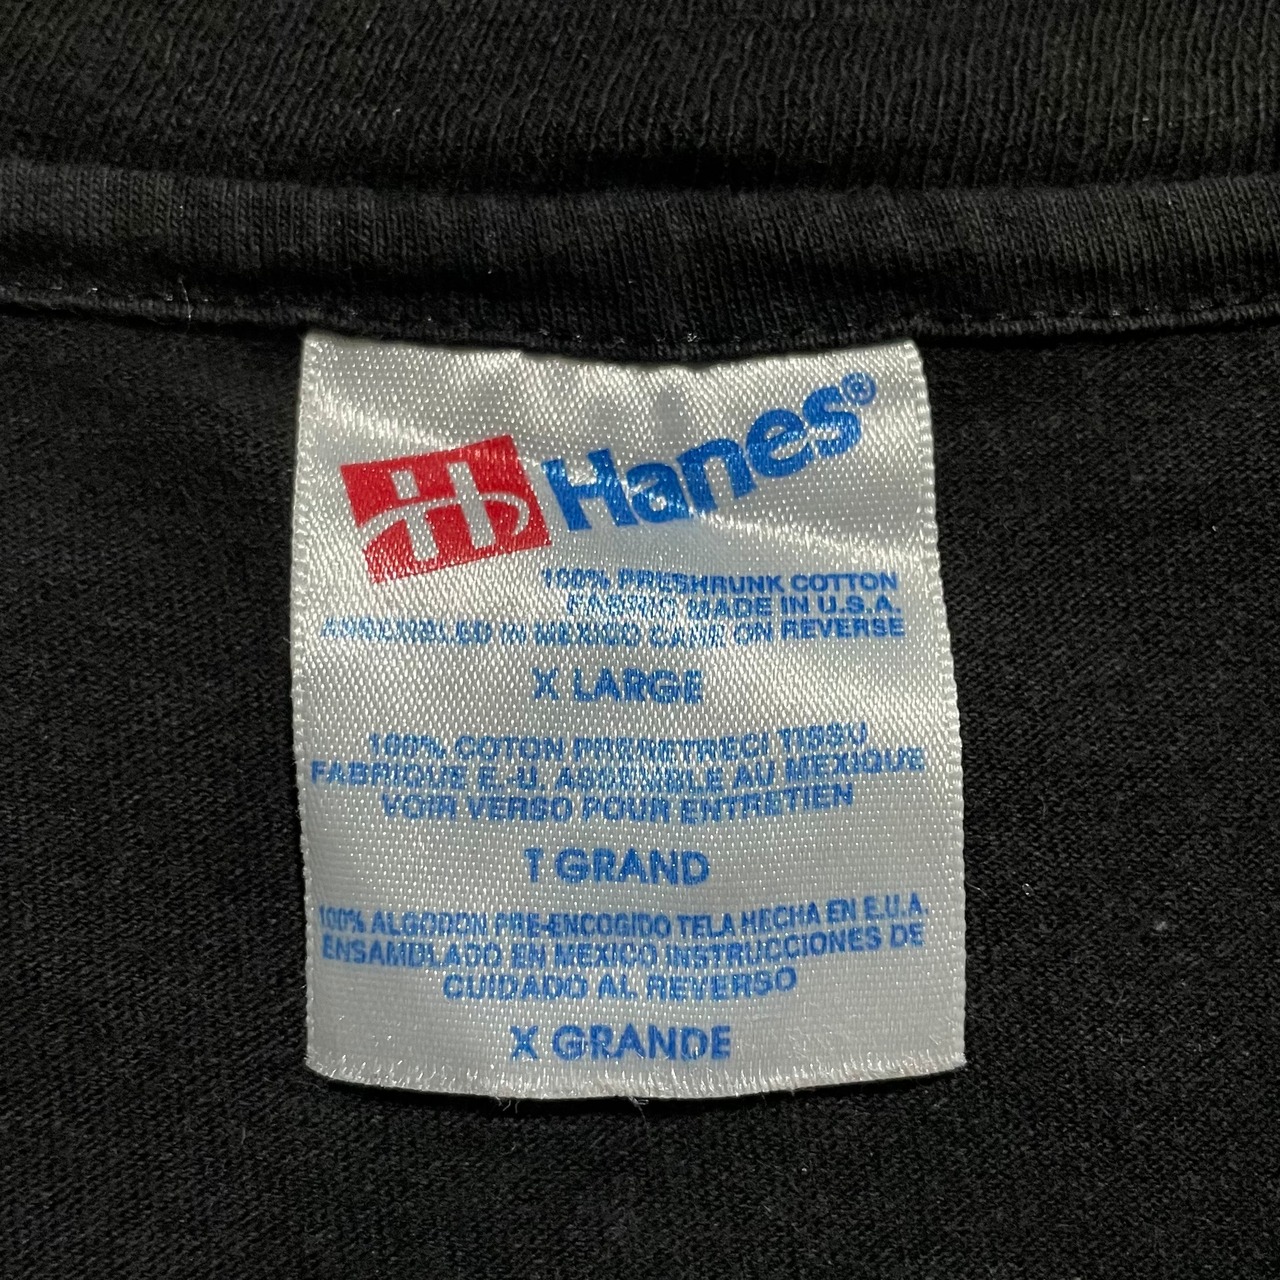 Hanes®
100% PRESHRUNK COTTON
FABRIC MADE IN U.S.A.
ASSEMBLED IN MEXICO CARE ON REVERSE
X LARGE
100% COTON PRERETRECI TISSU
FABRIQUE E.-U. ASSEMBLE AU MEXIQUE
VOIR VERSO POUR ENTRETIEN
T GRAND
100% ALGODON PRE-ENCOGIDO TELA HECHA EN E.U.A.
ENSAMBLADO EN MEXICO INSTRUCCIONES DE
CUIDADO AL REVERSO
X GRANDE